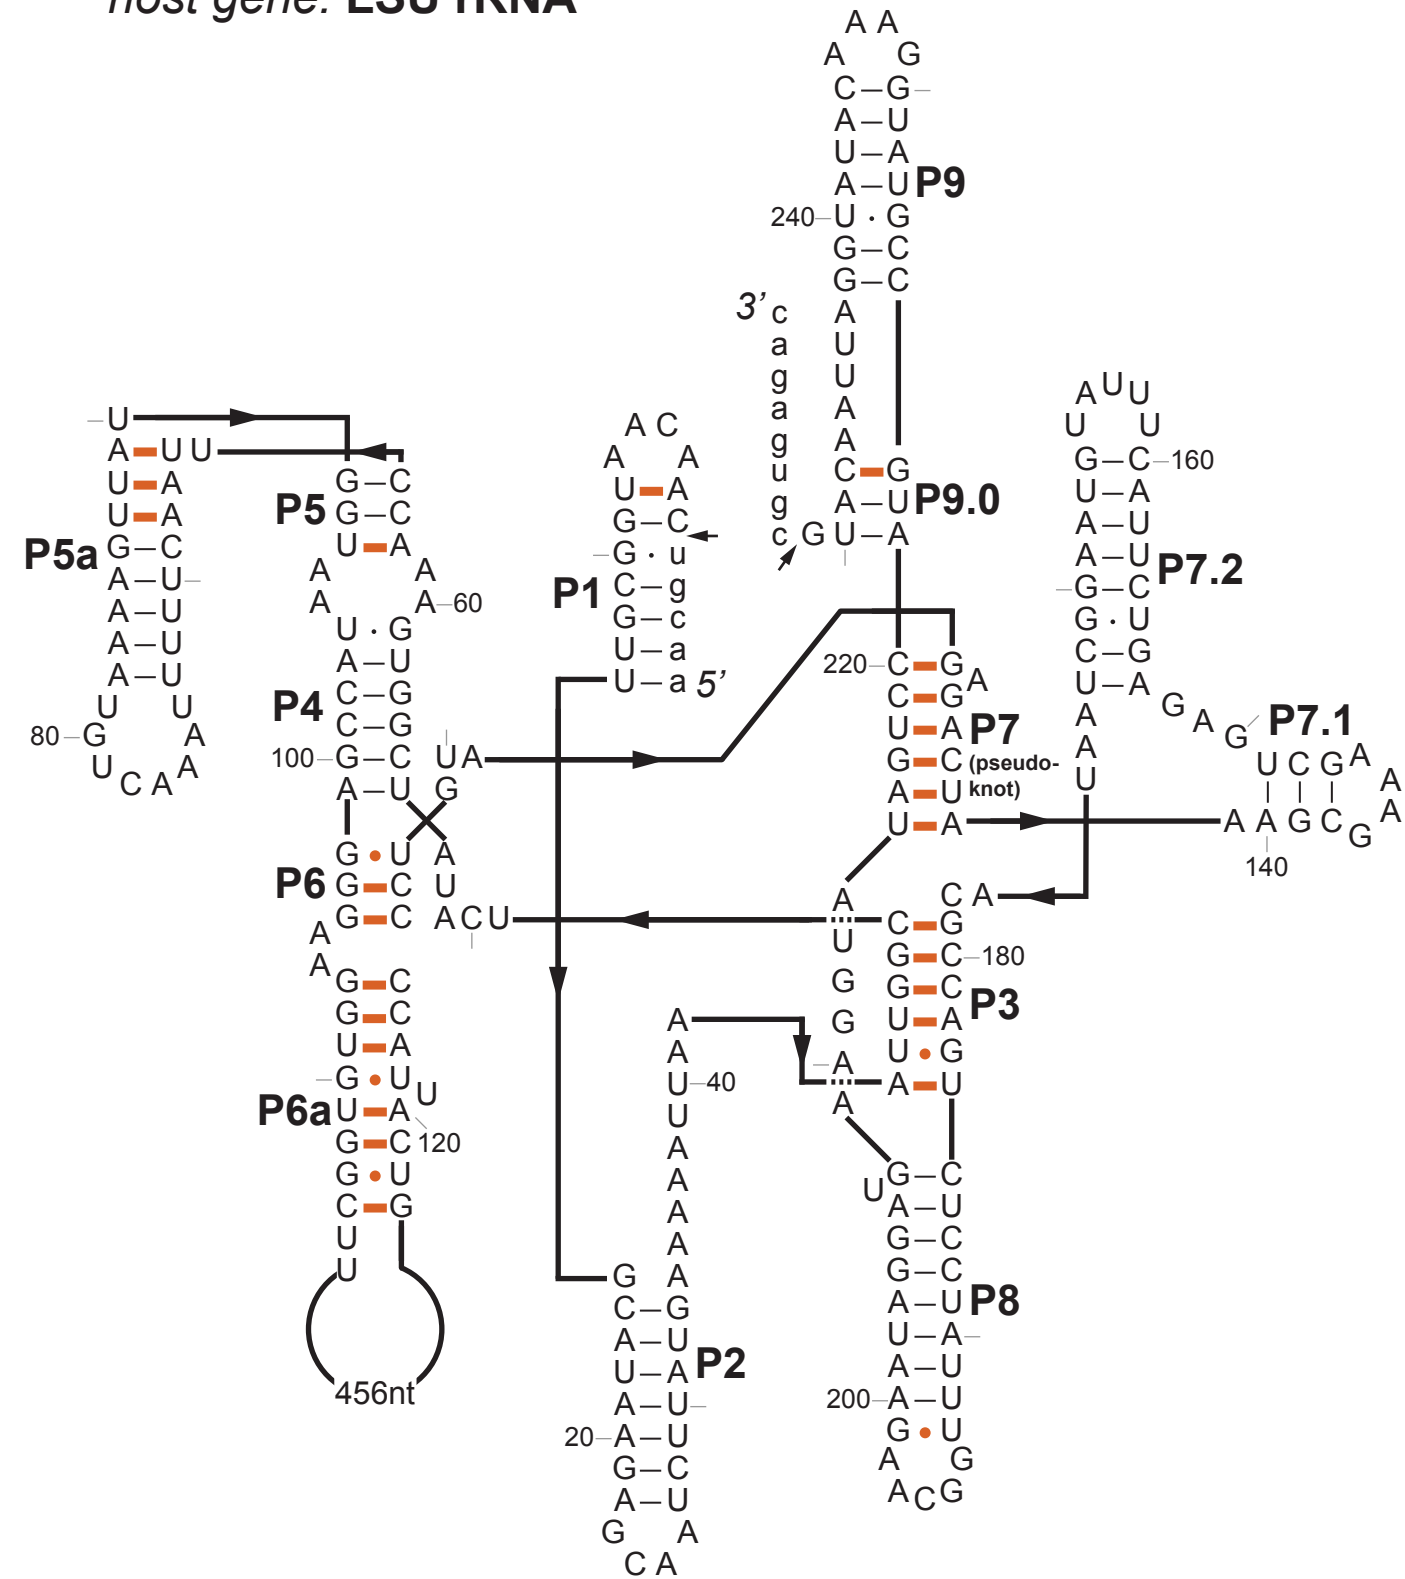 host gene: LSU rRNA
A A
A G
C G
A U
U A
A U P9
240 U G
G C
G C
3’ c A
a U
g U
a A
g A
u C G
g A U P9.0
c G U A
U
A U U
U A
U A
G C
P5
G C
U A
A A
A A 60
P5a
G C
A U
A U
A U
A U
U U
80 G A
U C A A
A C
A A
U A
G C
G u
P1
C g
G c
U a
U a 5’
A U U U
U U
G C 160
U A
A U
A U P7.2
G C
G U
C G
U A
A G A G P7.1
A U C G A A
U A A G C G A
140
U G
A U
P4 C G
C G
100 G C U A
A U G
220 C G A
C G
U A P7
G C (pseudo-
A U knot)
U A
G U A
P6 G C U
G C A C U
A
A
G C
G C
U A
G U U
P6a U A
G C 120
G U
C G
U
U
456nt
A C A
U C G
G G C 180
G G C P3
U A
A U G
A A U
A
A
U 40
U
A
A
A
A
G A
C G
A U
U A P2
A U
20 A U
G C
A U
G A
C A
G C
U A U
G C
G C
A U P8
U A
A U
200 A U
G U
A G
A C G